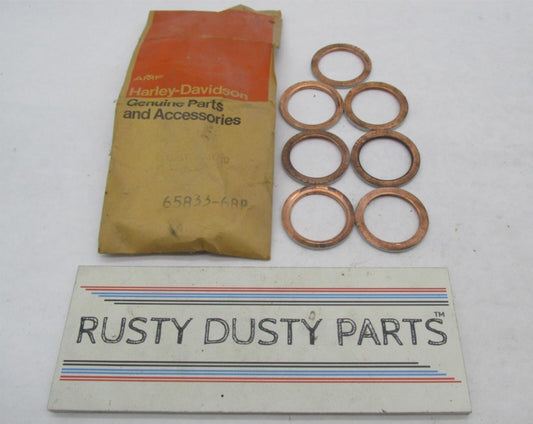 AMF
Harley-Davidson
Genuine Parts
and Accessories
65833-68P
RUSTY DUSTY PARTS™